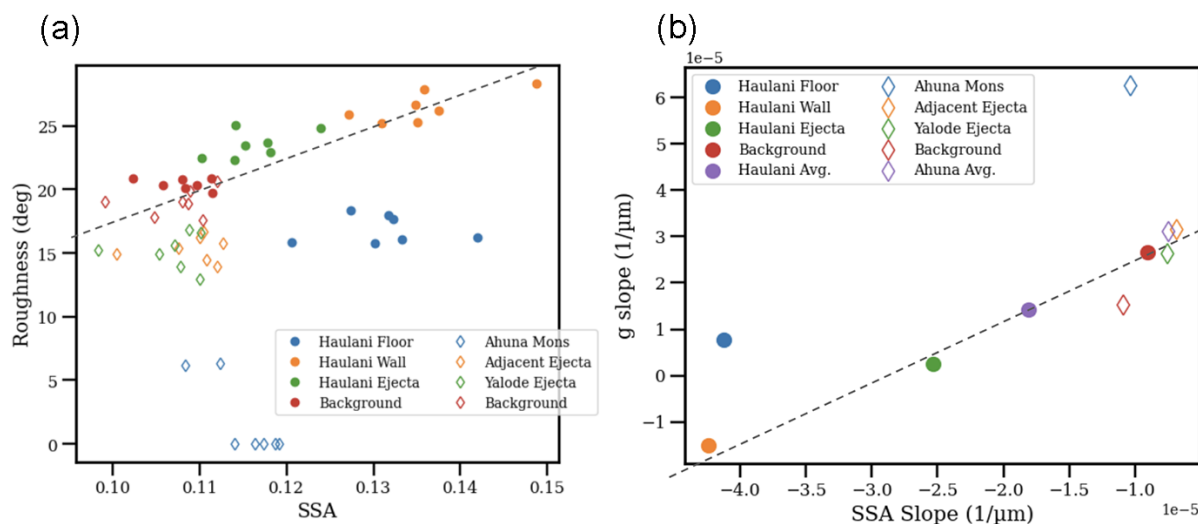 (a)
(b)
Roughness (deg)
25
20
15
10
5
0
0.10 0.11 0.12 0.13 0.14 0.15
SSA
Haulani Floor
Haulani Wall
Haulani Ejecta
Background
Ahuna Mons
Adjacent Ejecta
Yalode Ejecta
Background
1e−5
g slope (1/μm)
6
5
4
3
2
1
0
−1
Haulani Floor
Haulani Wall
Haulani Ejecta
Background
Haulani Avg.
Ahuna Mons
Adjacent Ejecta
Yalode Ejecta
Background
Ahuna Avg.
−4.0 −3.5 −3.0 −2.5 −2.0 −1.5 −1.0
SSA Slope (1/μm)
1e−5